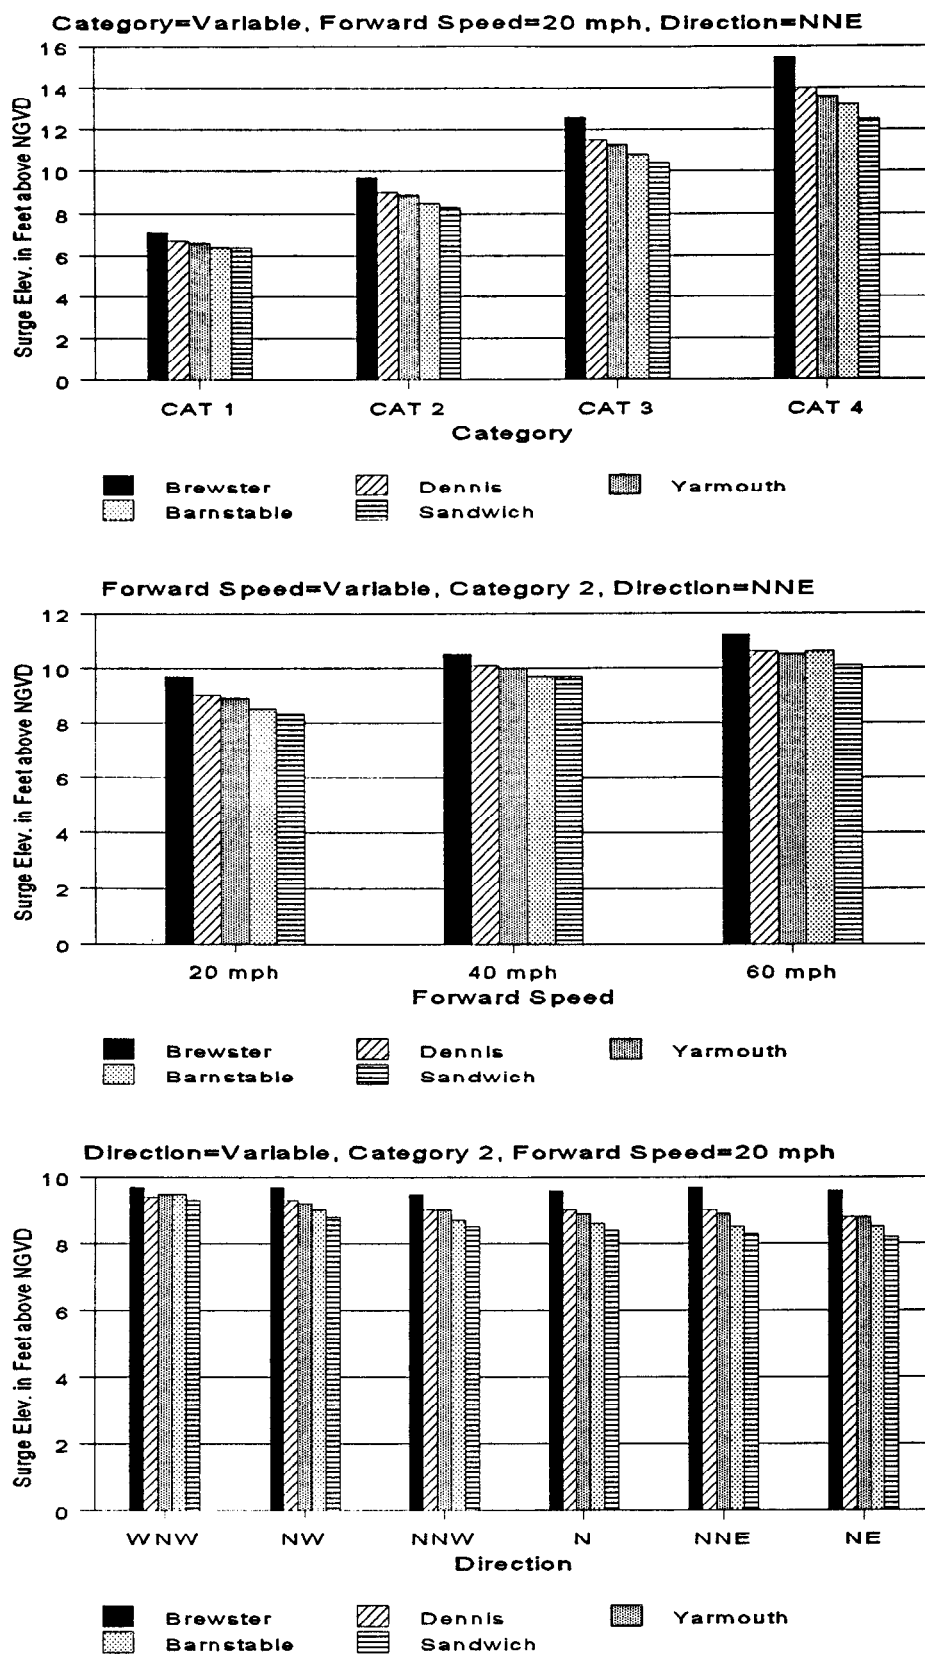 Category=Variable, Forward Speed=20 mph, Direction=NNE
Surge Elev. in Feet above NGVD
16
14
12
10
8
6
4
2
0
CAT 1 CAT 2 CAT 3 CAT 4
Category
Brewster Dennis Yarmouth
Barnstable Sandwich
Forward Speed=Variable, Category 2, Direction=NNE
Surge Elev. in Feet above NGVD
12
10
8
6
4
2
0
20 mph 40 mph 60 mph
Forward Speed
Brewster Dennis Yarmouth
Barnstable Sandwich
Direction=Variable, Category 2, Forward Speed=20 mph
Surge Elev. in Feet above NGVD
10
8
6
4
2
0
WNW NW NNW N NNE NE
Direction
Brewster Dennis Yarmouth
Barnstable Sandwich